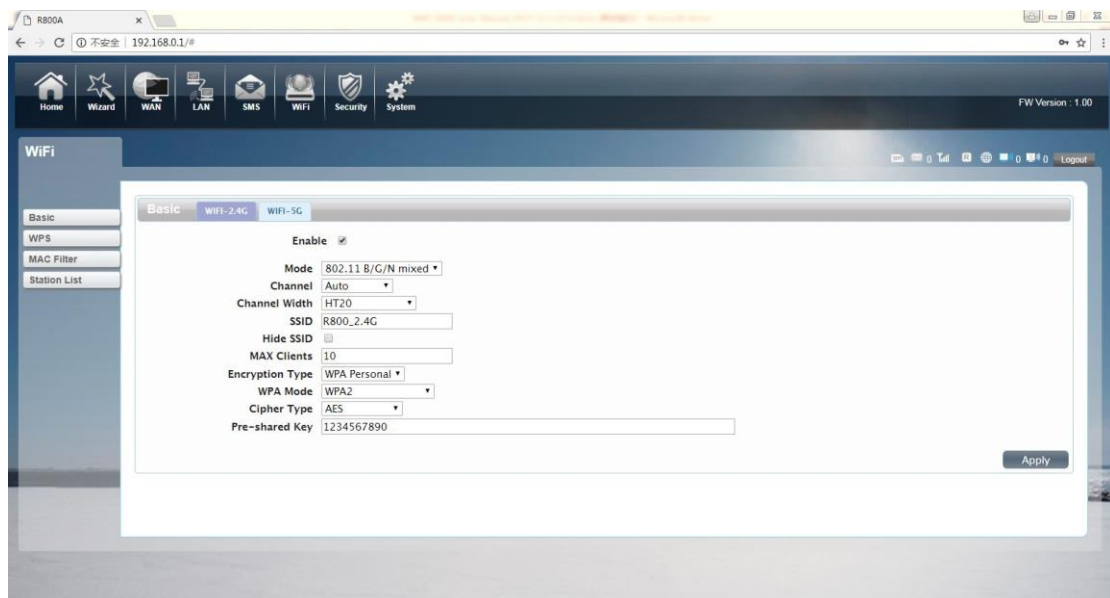 R800A
不安全 192.168.0.1/#
Home Wizard WAN LAN SMS WiFi Security System
FW Version : 1.00
WiFi
0 0 0 Logout
Basic WIFI-2.4G WIFI-5G
Basic
WPS
MAC Filter
Station List
Enable
Mode 802.11 B/G/N mixed
Channel Auto
Channel Width HT20
SSID R800_2.4G
Hide SSID
MAX Clients 10
Encryption Type WPA Personal
WPA Mode WPA2
Cipher Type AES
Pre-shared Key 1234567890
Apply